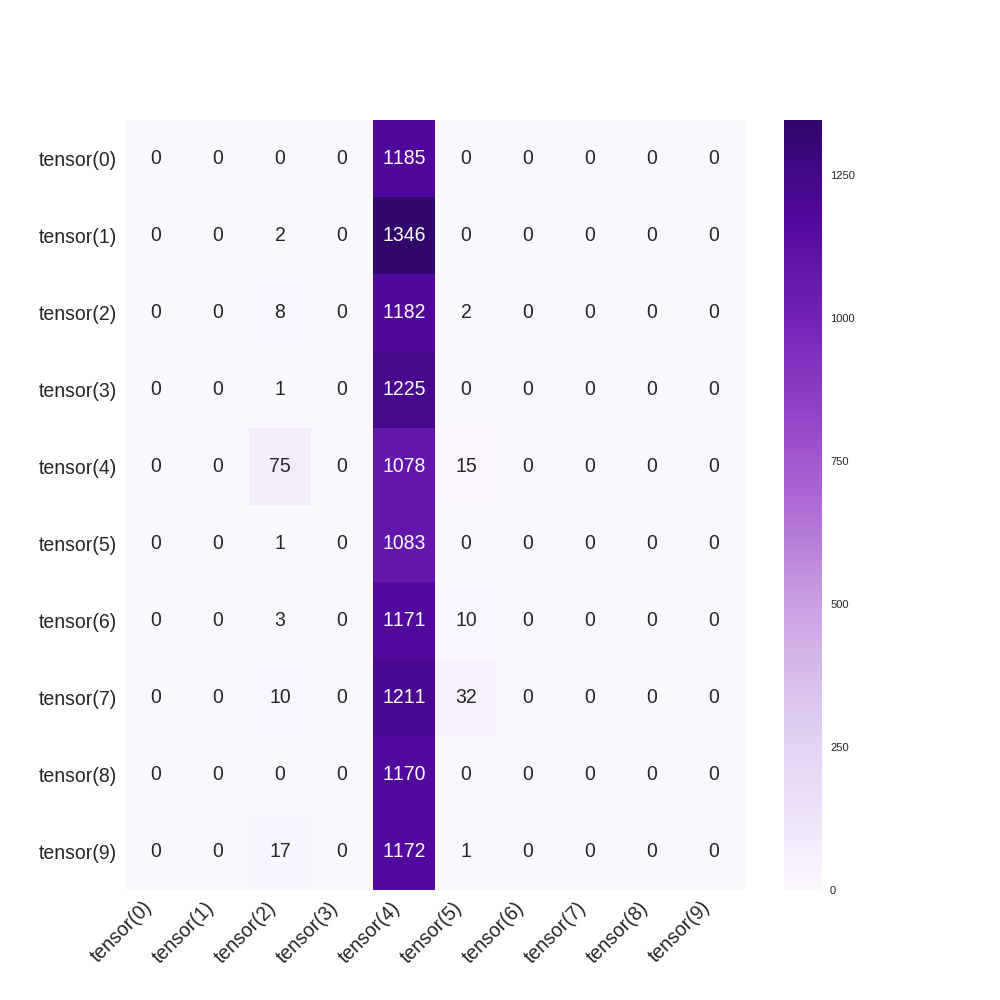 tensor(0) 0 0 0 0 1185 0 0 0 0 0
tensor(1) 0 0 2 0 1346 0 0 0 0 0
tensor(2) 0 0 8 0 1182 2 0 0 0 0
tensor(3) 0 0 1 0 1225 0 0 0 0 0
tensor(4) 0 0 75 0 1078 15 0 0 0 0
tensor(5) 0 0 1 0 1083 0 0 0 0 0
tensor(6) 0 0 3 0 1171 10 0 0 0 0
tensor(7) 0 0 10 0 1211 32 0 0 0 0
tensor(8) 0 0 0 0 1170 0 0 0 0 0
tensor(9) 0 0 17 0 1172 1 0 0 0 0
tensor(0) tensor(1) tensor(2) tensor(3) tensor(4) tensor(5) tensor(6) tensor(7) tensor(8) tensor(9)
1250
1000
750
500
250
0